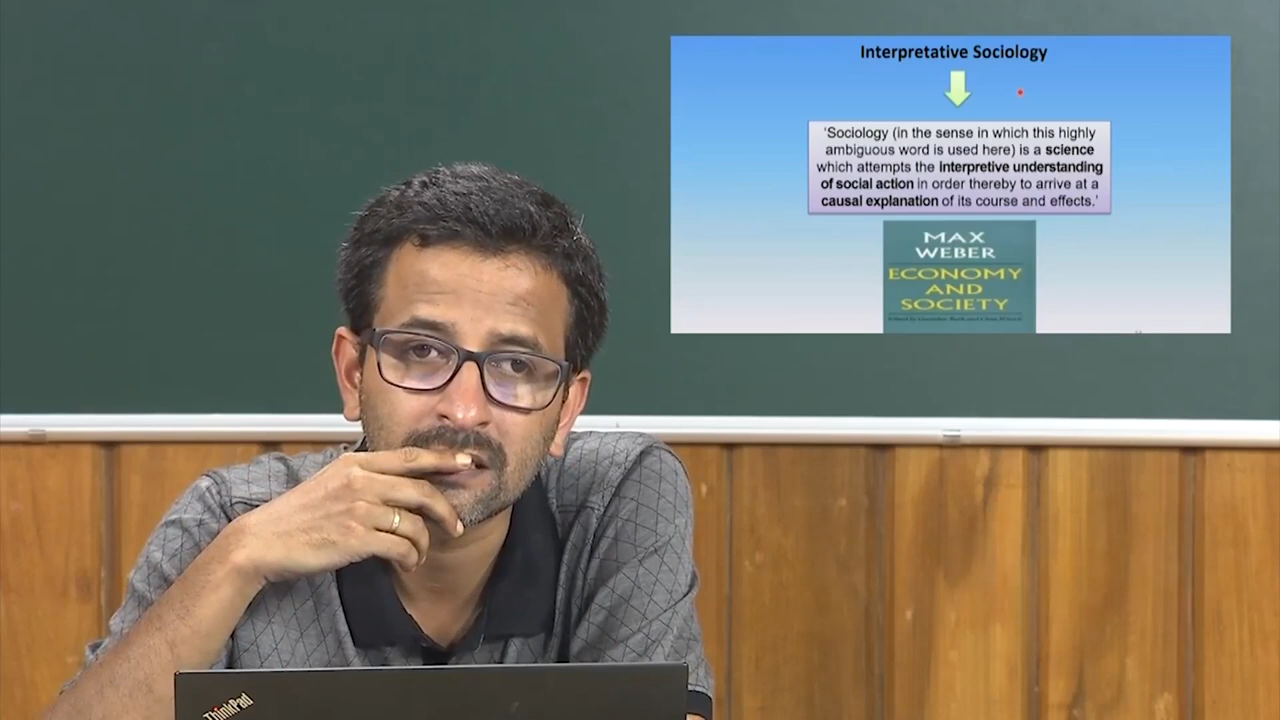 Interpretative Sociology
‘Sociology (in the sense in which this highly
ambiguous word is used here) is a science
which attempts the interpretive understanding
of social action in order thereby to arrive at a
causal explanation of its course and effects.’
MAX
WEBER
ECONOMY
AND
SOCIETY
ThinkPad